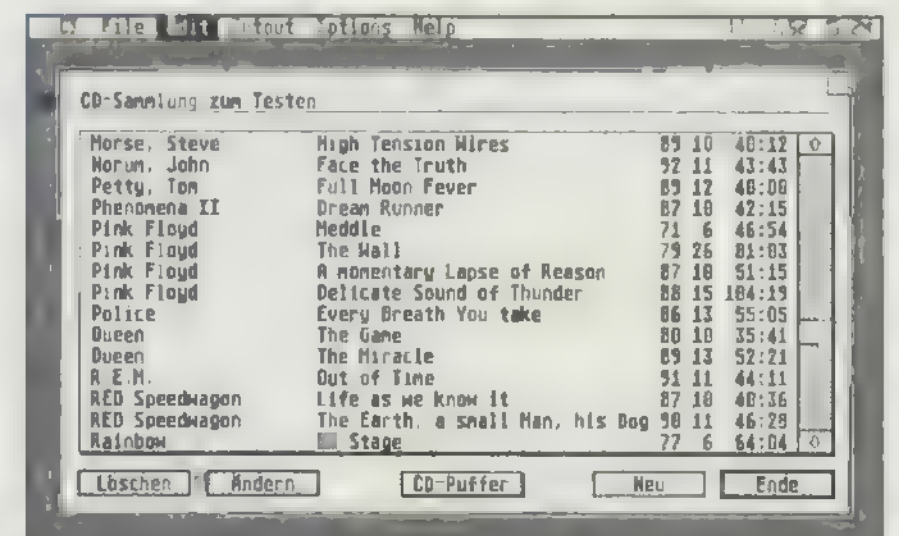 File Options Help
CD-Sammlung zum Testen
Morse, Steve High Tension Wires 89 10 40:12
Norum, John Face the Truth 92 11 43:43
Petty, Tom Full Moon Fever 89 12 40:00
Phenomena II Dream Runner 87 10 42:15
Pink Floyd Meddle 71 6 46:54
Pink Floyd The Wall 79 26 81:03
Pink Floyd A momentary Lapse of Reason 87 10 51:15
Pink Floyd Delicate Sound of Thunder 88 15 104:19
Police Every Breath You take 86 13 55:05
Queen The Game 80 10 35:41
Queen The Miracle 89 13 52:21
R.E.M. Out of Time 91 11 44:11
REO Speedwagon Life as we know it 87 10 40:36
REO Speedwagon The Earth, a small Man, his Dog 90 11 46:28
Rainbow Stage 77 6 64:04
Löschen Ändern CD-Puffer Neu Ende